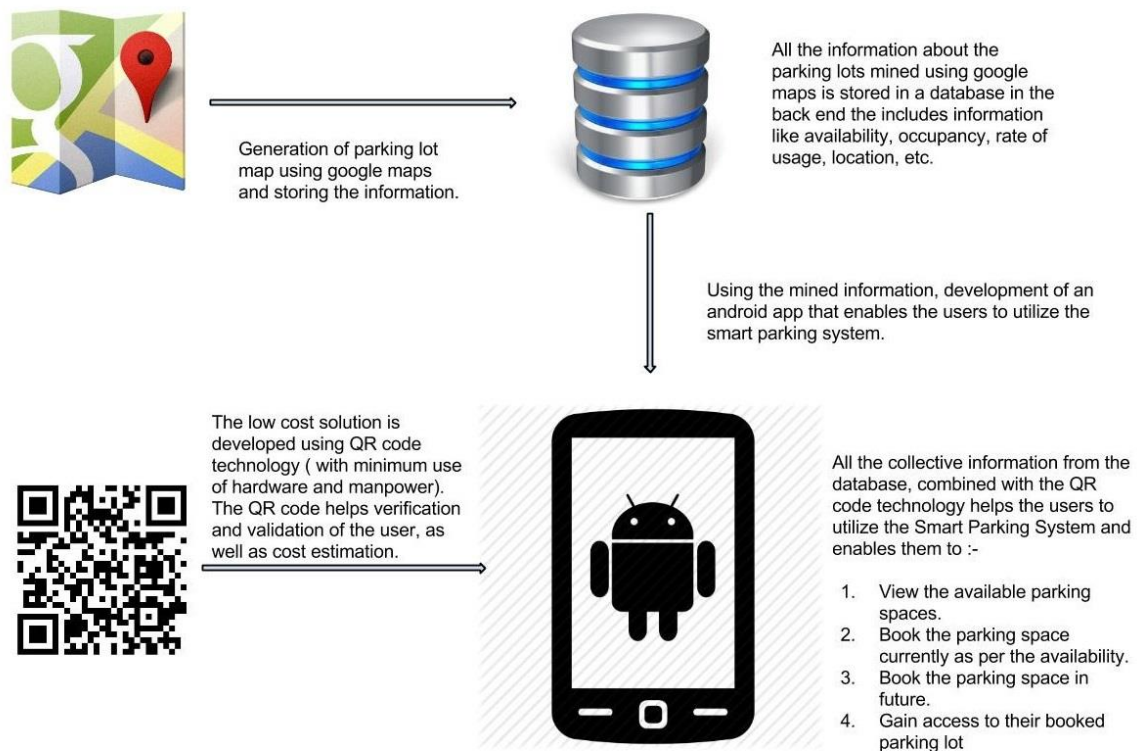 All the information about the
parking lots mined using google
maps is stored in a database in the
back end the includes information
like availability, occupancy, rate of
usage, location, etc.
Generation of parking lot
map using google maps
and storing the information.
Using the mined information, development of an
android app that enables the users to utilize the
smart parking system.
The low cost solution is
developed using QR code
technology ( with minimum use
of hardware and manpower).
The QR code helps verification
and validation of the user, as
well as cost estimation.
All the collective information from the
database, combined with the QR
code technology helps the users to
utilize the Smart Parking System and
enables them to :-
1. View the available parking
spaces.
2. Book the parking space
currently as per the availability.
3. Book the parking space in
future.
4. Gain access to their booked
parking lot